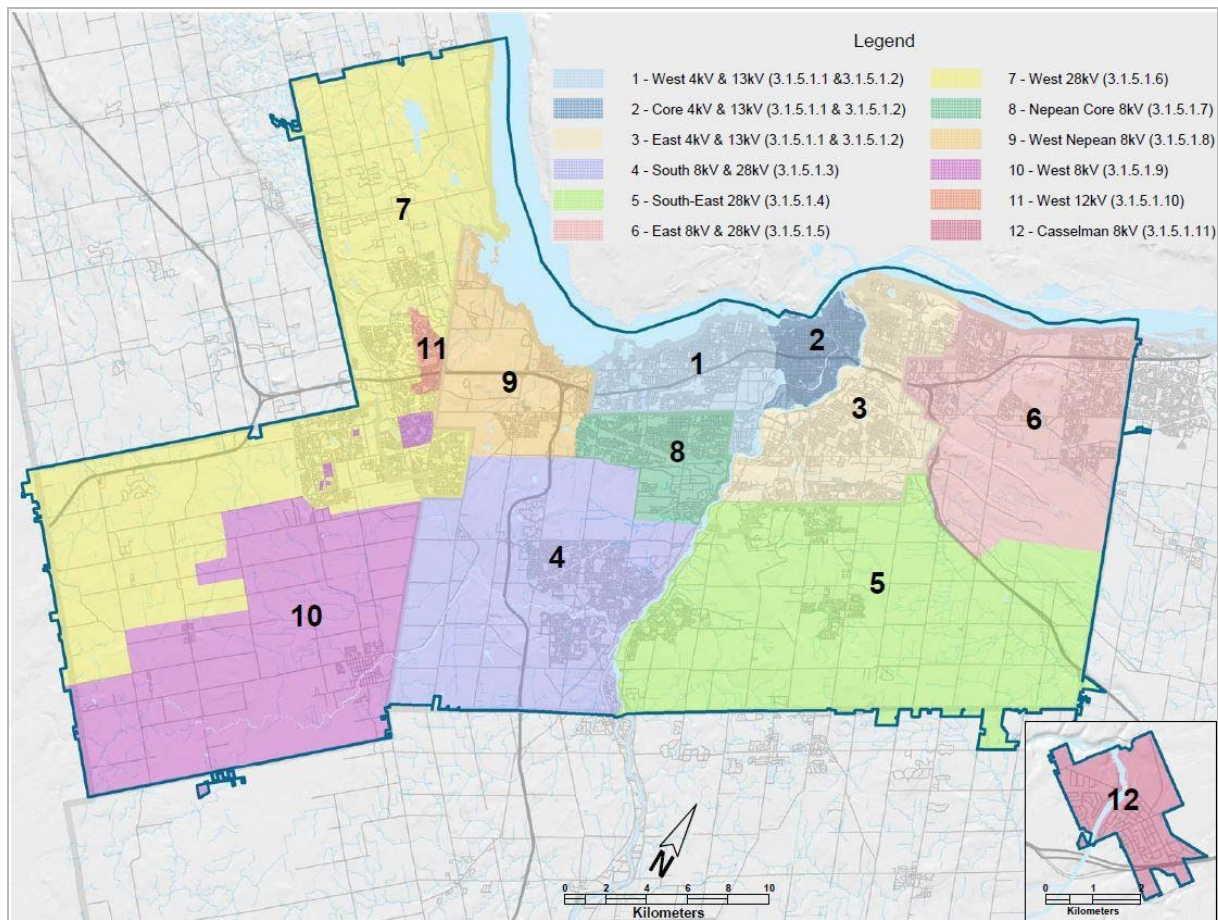 Legend
1 - West 4kV & 13kV (3.1.5.1.1 &3.1.5.1.2)
2 - Core 4kV & 13kV (3.1.5.1.1 & 3.1.5.1.2)
3 - East 4kV & 13kV (3.1.5.1.1 & 3.1.5.1.2)
4 - South 8kV & 28kV (3.1.5.1.3)
5 - South-East 28kV (3.1.5.1.4)
6 - East 8kV & 28kV (3.1.5.1.5)
7 - West 28kV (3.1.5.1.6)
8 - Nepean Core 8kV (3.1.5.1.7)
9 - West Nepean 8kV (3.1.5.1.8)
10 - West 8kV (3.1.5.1.9)
11 - West 12kV (3.1.5.1.10)
12 - Casselman 8kV (3.1.5.1.11)
7
2
11
1
9
3
6
8
4
5
10
12
N
0 1 2 4 6 8 10
Kilometers
0 1 2
Kilometers